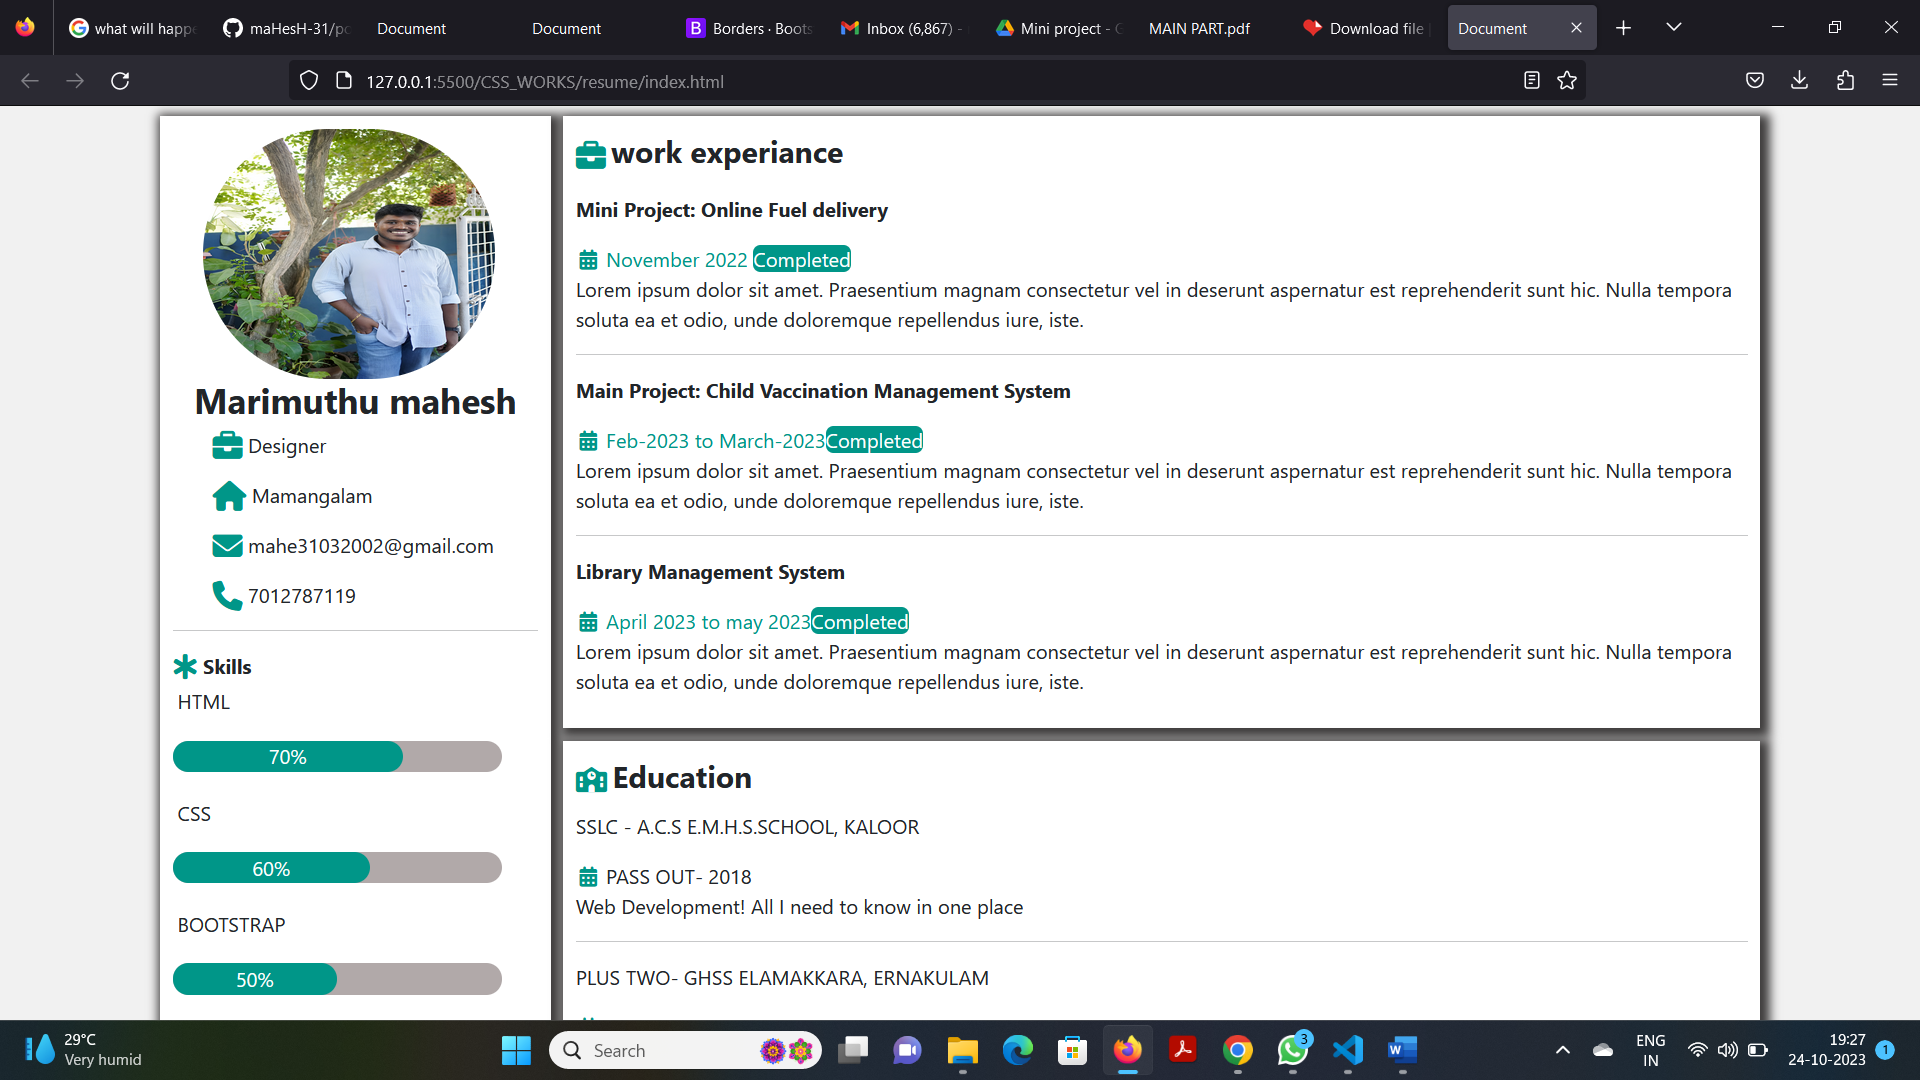 what will happe
maHesH-31/po
Document
Document
B Borders · Boots
Inbox (6,867) -
Mini project - G
MAIN PART.pdf
Download file |
Document
127.0.0.1:5500/CSS_WORKS/resume/index.html
Marimuthu mahesh
Designer
Mamangalam
mahe31032002@gmail.com
7012787119
Skills
HTML
70%
CSS
60%
BOOTSTRAP
50%
work experiance
Mini Project: Online Fuel delivery
November 2022 Completed
Lorem ipsum dolor sit amet. Praesentium magnam consectetur vel in deserunt aspernatur est reprehenderit sunt hic. Nulla tempora
soluta ea et odio, unde doloremque repellendus iure, iste.
Main Project: Child Vaccination Management System
Feb-2023 to March-2023Completed
Lorem ipsum dolor sit amet. Praesentium magnam consectetur vel in deserunt aspernatur est reprehenderit sunt hic. Nulla tempora
soluta ea et odio, unde doloremque repellendus iure, iste.
Library Management System
April 2023 to may 2023Completed
Lorem ipsum dolor sit amet. Praesentium magnam consectetur vel in deserunt aspernatur est reprehenderit sunt hic. Nulla tempora
soluta ea et odio, unde doloremque repellendus iure, iste.
Education
SSLC - A.C.S E.M.H.S.SCHOOL, KALOOR
PASS OUT- 2018
Web Development! All I need to know in one place
PLUS TWO- GHSS ELAMAKKARA, ERNAKULAM
29°C
Very humid
Search
3
W
ENG
IN
19:27
24-10-2023
1